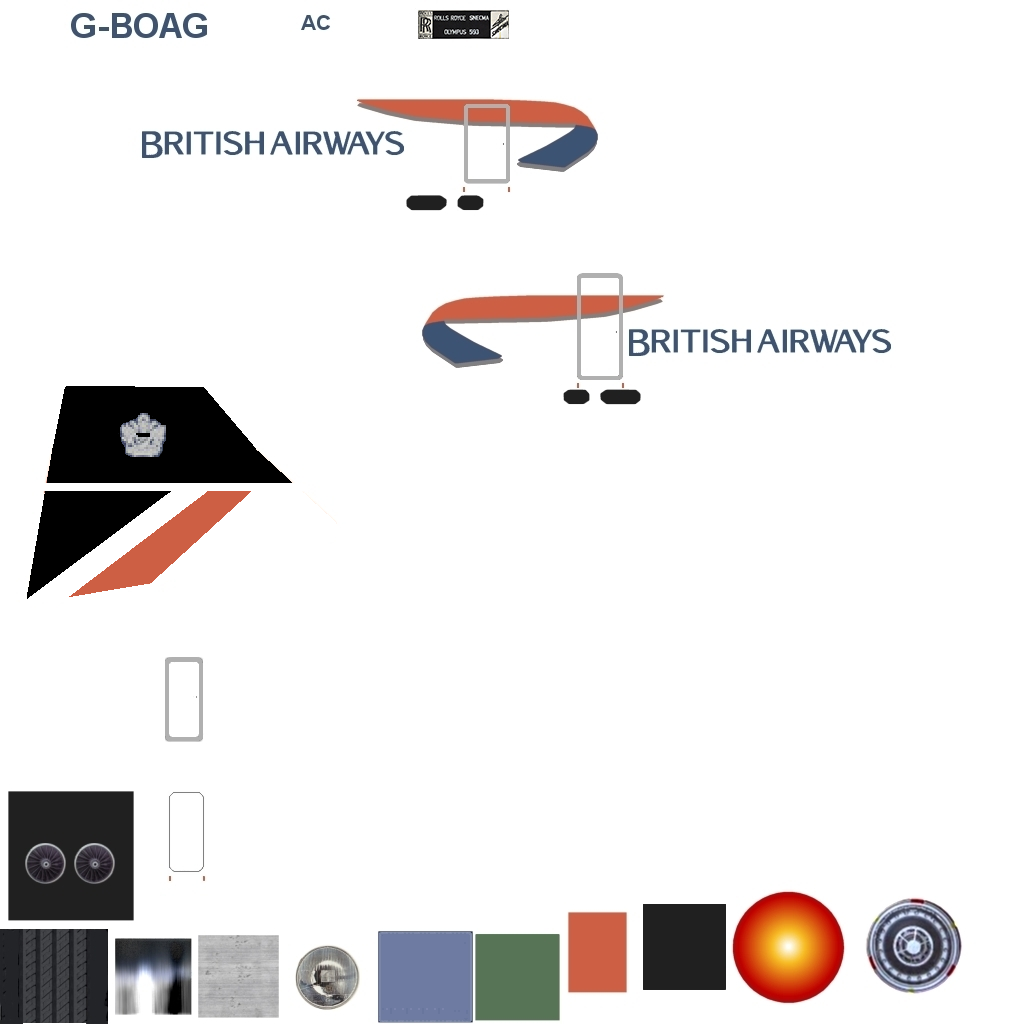 G-BOAG
AC
ROLLS ROYCE SNECMA
OLYMPUS 593
BRITISH AIRWAYS
BRITISH AIRWAYS